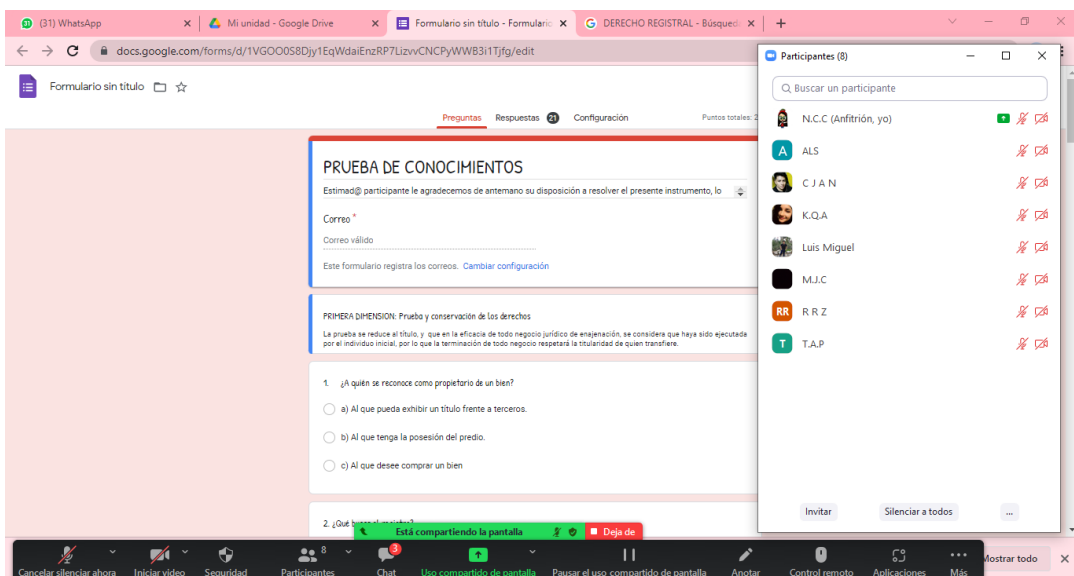 (31) WhatsApp
Mi unidad - Google Drive
Formulario sin título - Formulario
DERECHO REGISTRAL - Búsqued
docs.google.com/forms/d/1VGOO0S8Djy1EqWdaiEnzRP7LizvvCNCPyWWB3i1Tjfg/edit
Formulario sin título
Preguntas Respuestas 21 Configuración Puntos totales: 2
PRUEBA DE CONOCIMIENTOS
Estimad@ participante le agradecemos de antemano su disposición a resolver el presente instrumento, lo
Correo *
Correo válido
Este formulario registra los correos. Cambiar configuración
PRIMERA DIMENSION: Prueba y conservación de los derechos
La prueba se reduce al título, y que en la eficacia de todo negocio jurídico de enajenación, se considera que haya sido ejecutada
por el individuo inicial, por lo que la terminación de todo negocio respetará la titularidad de quien transfiere.
1. ¿A quién se reconoce como propietario de un bien?
a) Al que pueda exhibir un título frente a terceros.
b) Al que tenga la posesión del predio.
c) Al que desee comprar un bien
2. ¿Qué
Participantes (8)
Buscar un participante
N.C.C (Anfitrión, yo)
A ALS
C J A N
K.Q.A
Luis Miguel
M.J.C
RR R R Z
T T.A.P
Invitar Silenciar a todos ...
Está compartiendo la pantalla Deja de
Cancelar silenciar ahora Iniciar video Seguridad Participantes 8 Chat 3 Uso compartido de pantalla Pausar el uso compartido de pantalla Anotar Control remoto Aplicaciones Más
Mostrar todo